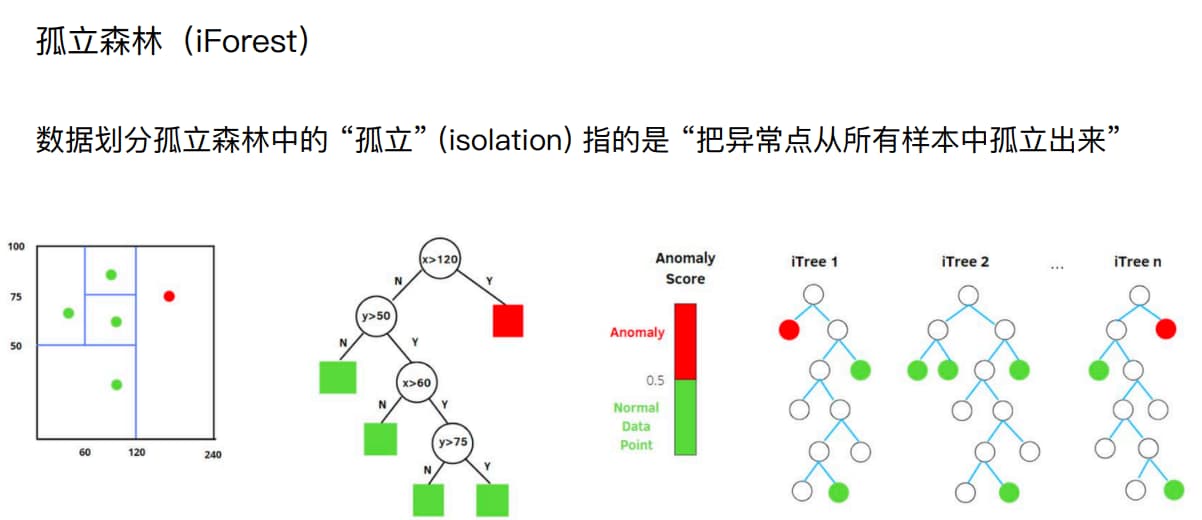 孤立森林（iForest）
数据划分孤立森林中的 “孤立” (isolation) 指的是 “把异常点从所有样本中孤立出来”
100
75
50
60
120
240
x>120
N
Y
y>50
N
Y
x>60
N
Y
y>75
N
Y
Anomaly
Score
Anomaly
0.5
Normal
Data
Point
iTree 1
iTree 2
...
iTree n